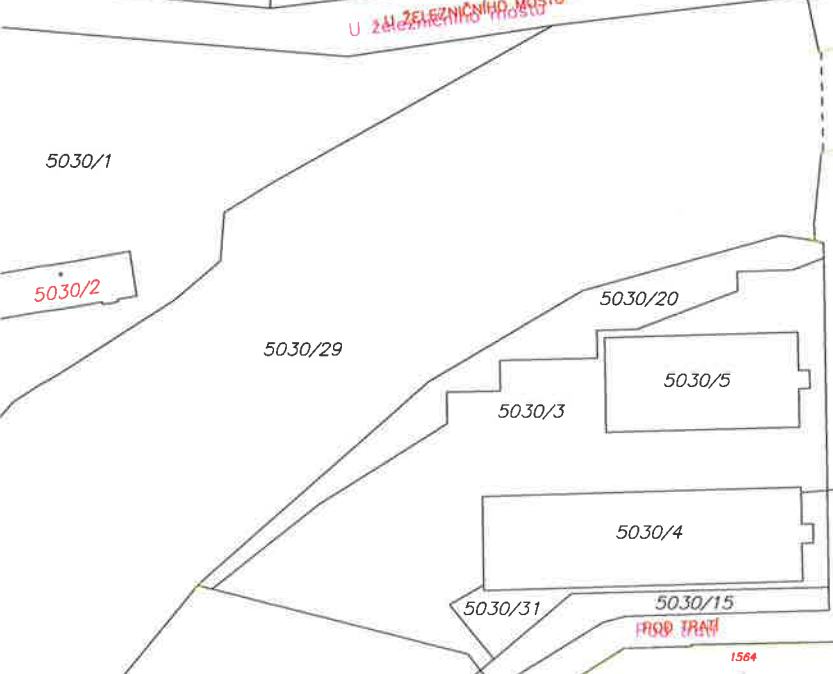 U ŽELEZNIČNÍHO MOSTU
U železničního mostu
5030/1
5030/2
5030/20
5030/29
5030/5
5030/3
5030/4
5030/31
5030/15
POD TRATÍ
Pod tratí
1564